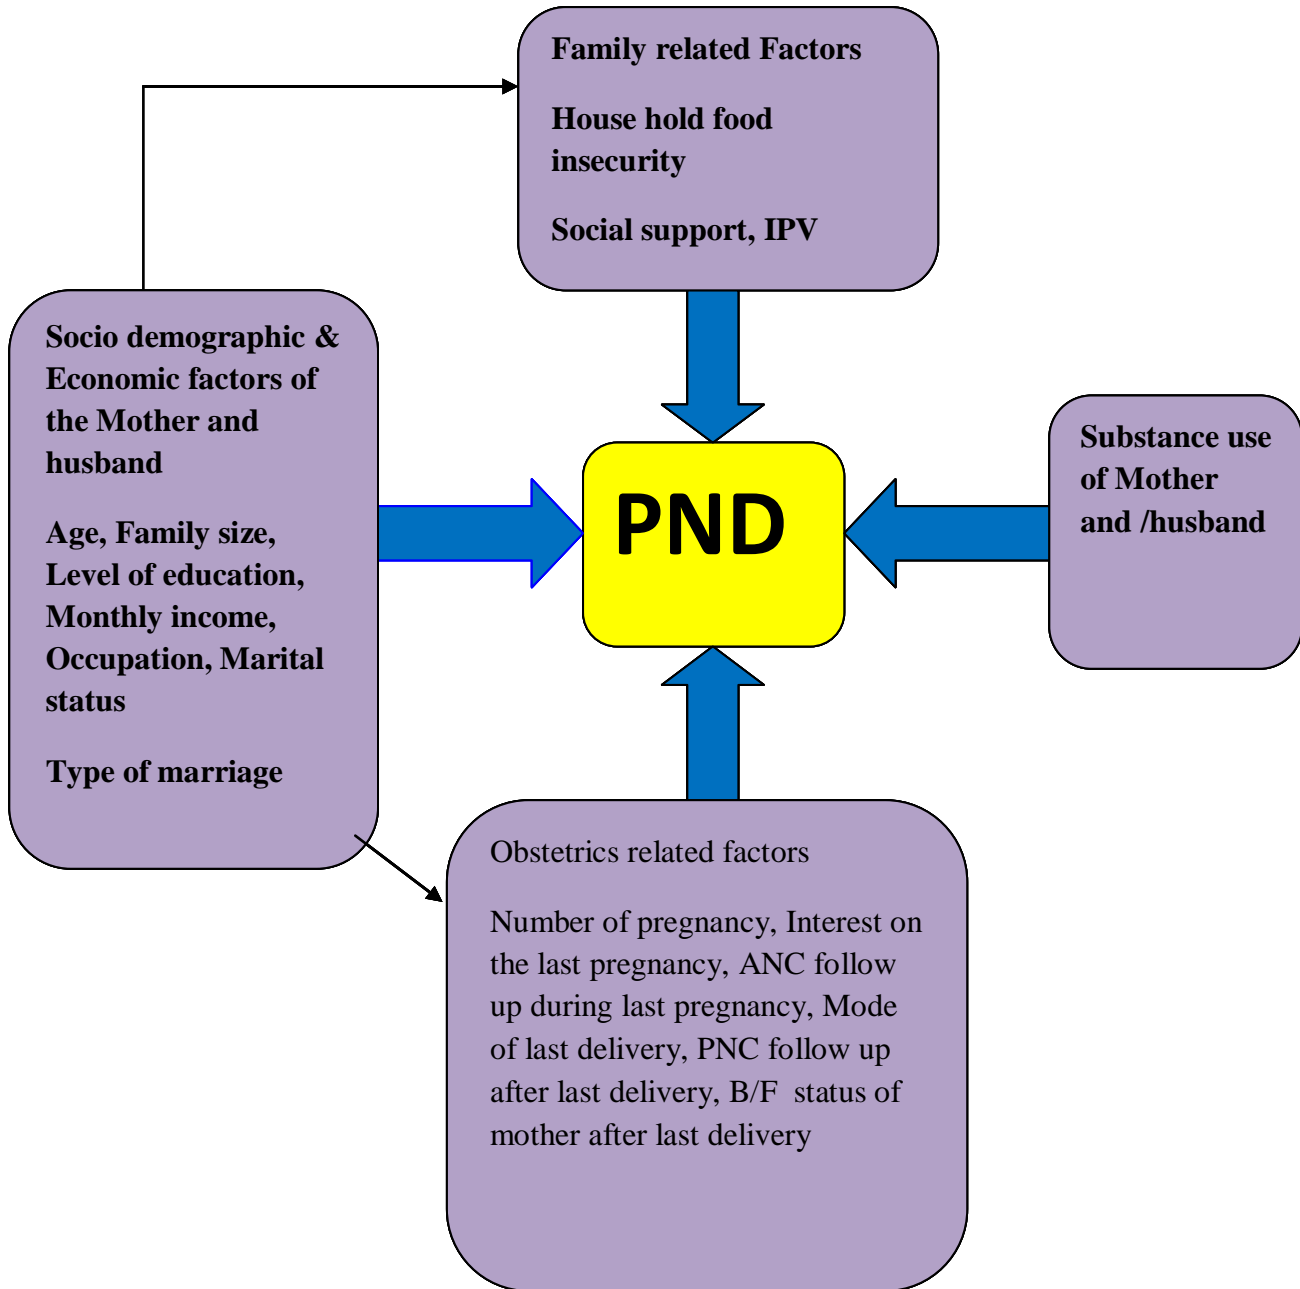 Family related Factors
House hold food
insecurity
Social support, IPV
Socio demographic &
Economic factors of
the Mother and
husband
Age, Family size,
Level of education,
Monthly income,
Occupation, Marital
status
Type of marriage
PND
Substance use
of Mother
and /husband
Obstetrics related factors
Number of pregnancy, Interest on
the last pregnancy, ANC follow
up during last pregnancy, Mode
of last delivery, PNC follow up
after last delivery, B/F  status of
mother after last delivery